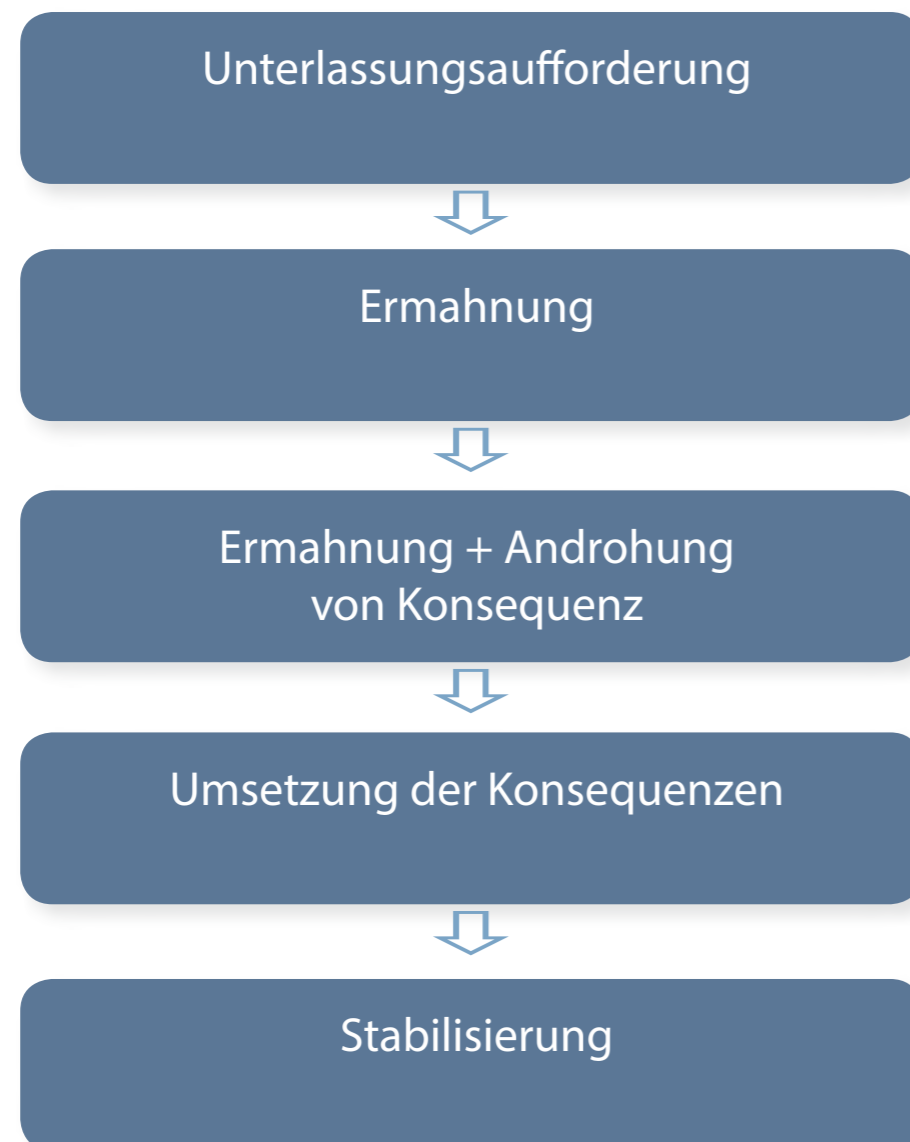 Unterlassungsaufforderung
Ermahnung
Ermahnung + Androhung
von Konsequenz
Umsetzung der Konsequenzen
Stabilisierung